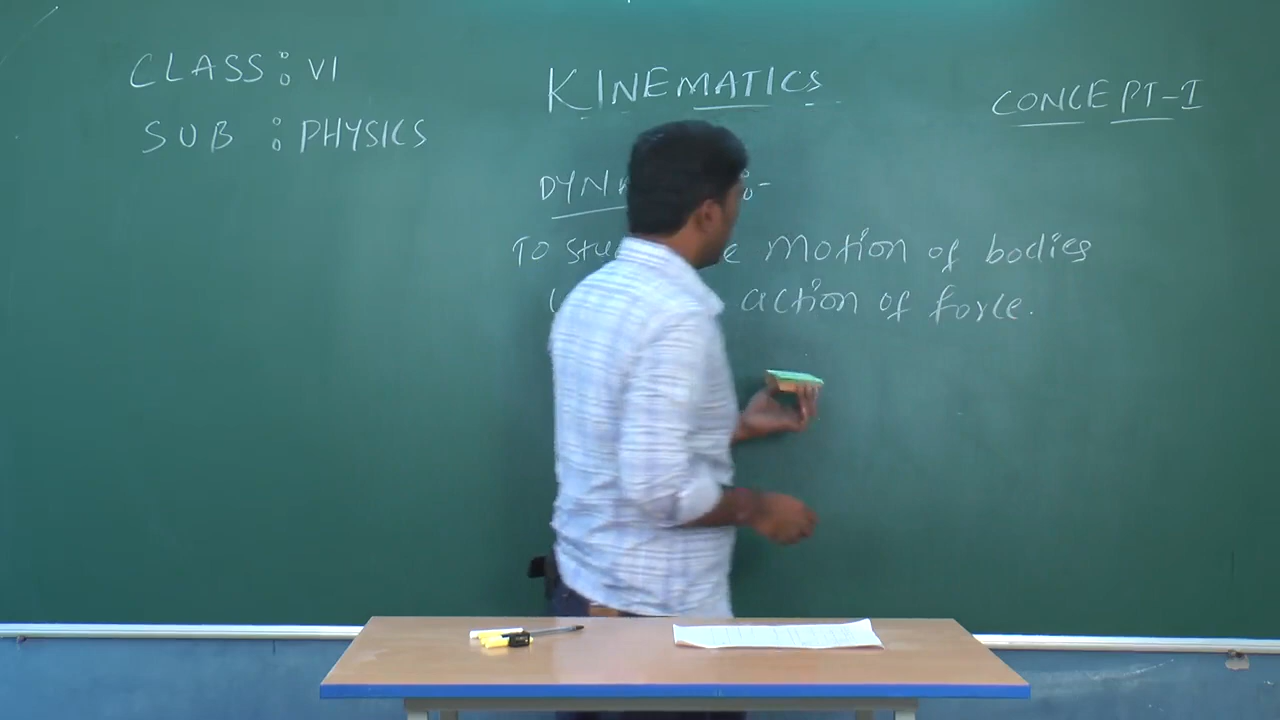 CLASS : VI
SUB : PHYSICS
KINEMATICS
CONCEPT-I
DYN :-
To stu e Motion of bodies
action of force.